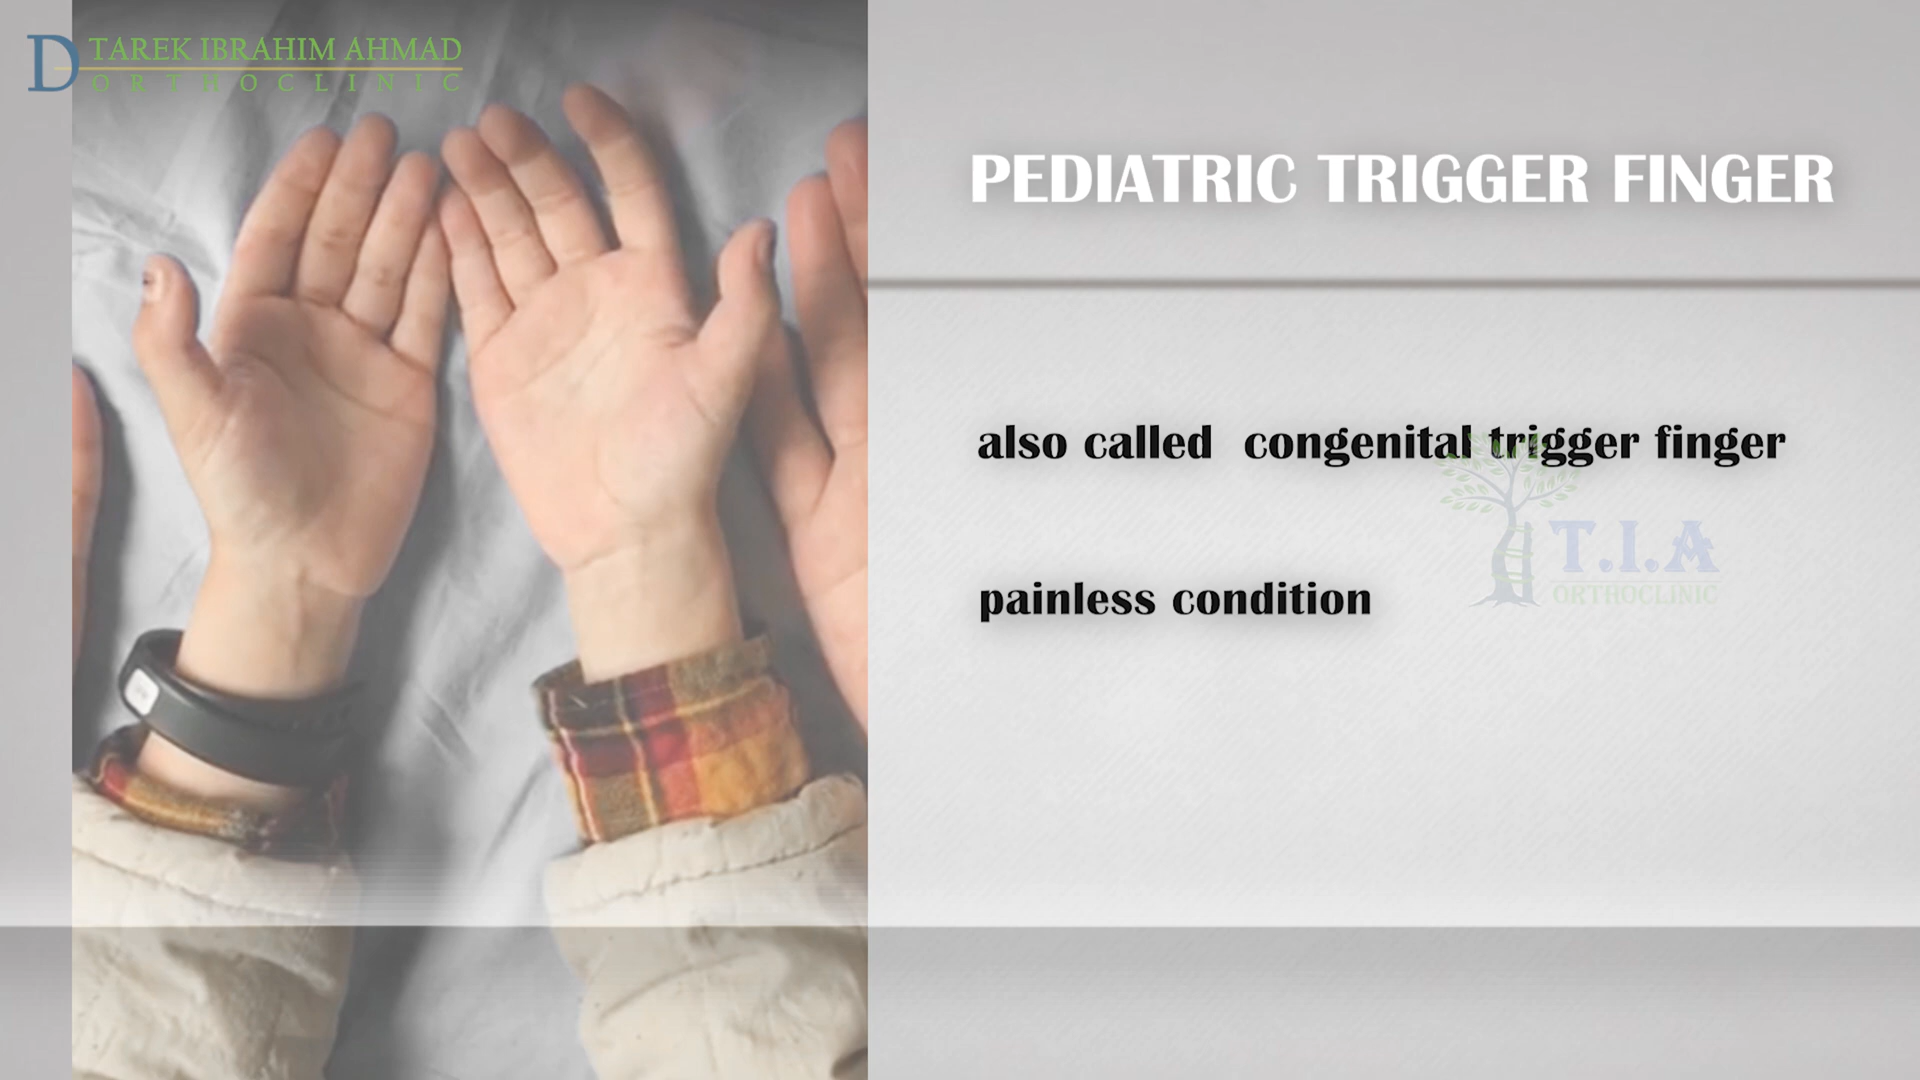 D TAREK IBRAHIM AHMAD
ORTHOCLINIC
PEDIATRIC TRIGGER FINGER
also called congenital trigger finger
painless condition
T.I.A
ORTHOCLINIC